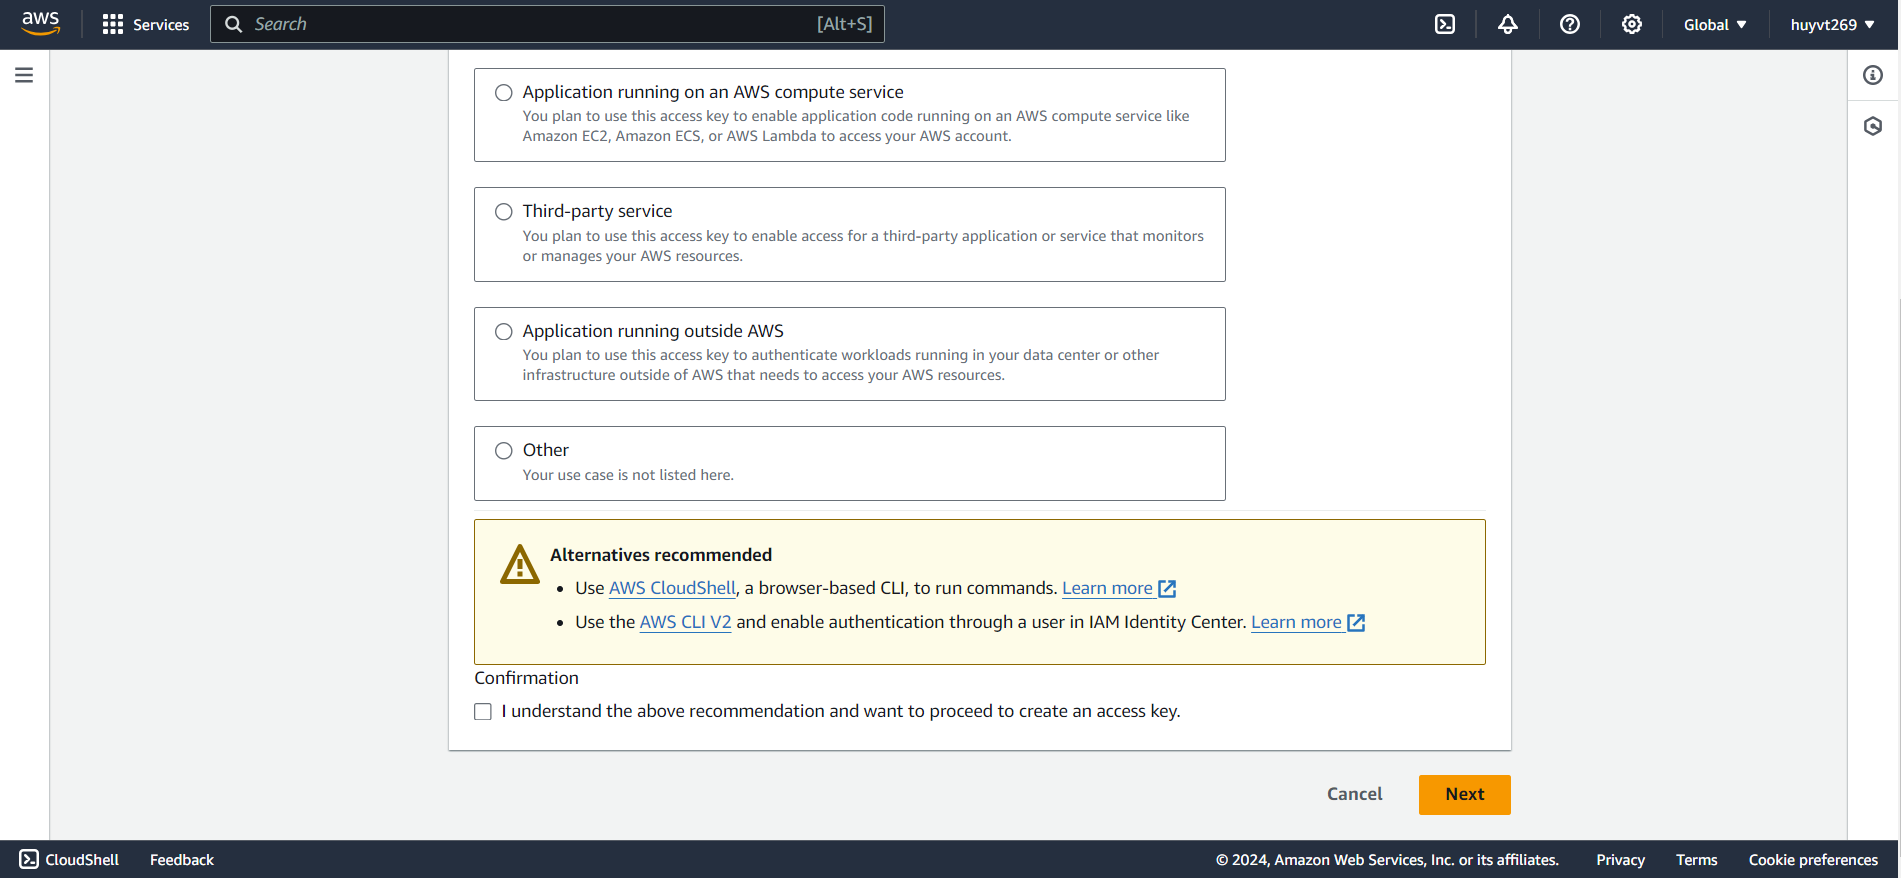 aws
Services
Search
[Alt+S]
Global
huyvt269
Application running on an AWS compute service
You plan to use this access key to enable application code running on an AWS compute service like
Amazon EC2, Amazon ECS, or AWS Lambda to access your AWS account.
Third-party service
You plan to use this access key to enable access for a third-party application or service that monitors
or manages your AWS resources.
Application running outside AWS
You plan to use this access key to authenticate workloads running in your data center or other
infrastructure outside of AWS that needs to access your AWS resources.
Other
Your use case is not listed here.
Alternatives recommended
• Use AWS CloudShell, a browser-based CLI, to run commands. Learn more
• Use the AWS CLI V2 and enable authentication through a user in IAM Identity Center. Learn more
Confirmation
I understand the above recommendation and want to proceed to create an access key.
Cancel
Next
CloudShell
Feedback
© 2024, Amazon Web Services, Inc. or its affiliates.
Privacy
Terms
Cookie preferences